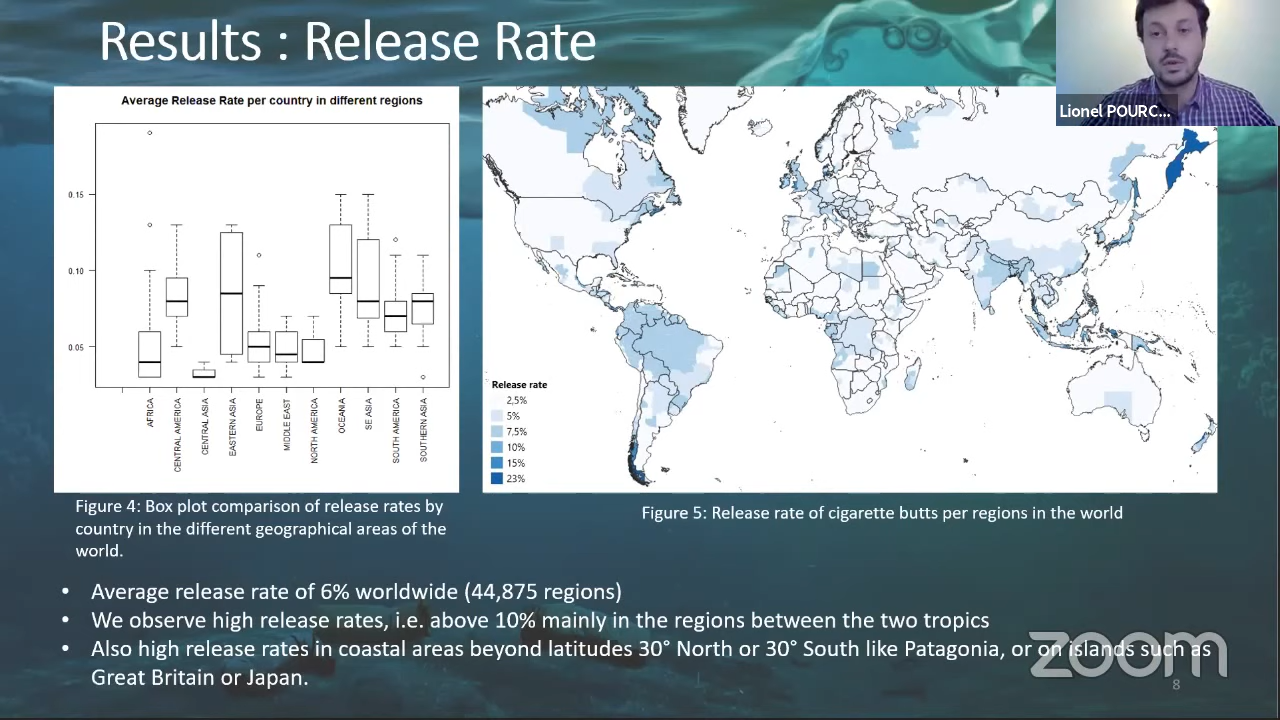 Results : Release Rate
Lionel POURC...
Average Release Rate per country in different regions
0.15
0.10
0.05
AFRICA
CENTRAL AMERICA
CENTRAL ASIA
EASTERN ASIA
EUROPE
MIDDLE EAST
NORTH AMERICA
OCEANIA
SE ASIA
SOUTH AMERICA
SOUTHERN ASIA
Release rate
2,5%
5%
7.5%
10%
15%
23%
Figure 4: Box plot comparison of release rates by
country in the different geographical areas of the
world.
Figure 5: Release rate of cigarette butts per regions in the world
• Average release rate of 6% worldwide (44,875 regions)
• We observe high release rates, i.e. above 10% mainly in the regions between the two tropics
• Also high release rates in coastal areas beyond latitudes 30° North or 30° South like Patagonia, or on islands such as
Great Britain or Japan.
zoom
8